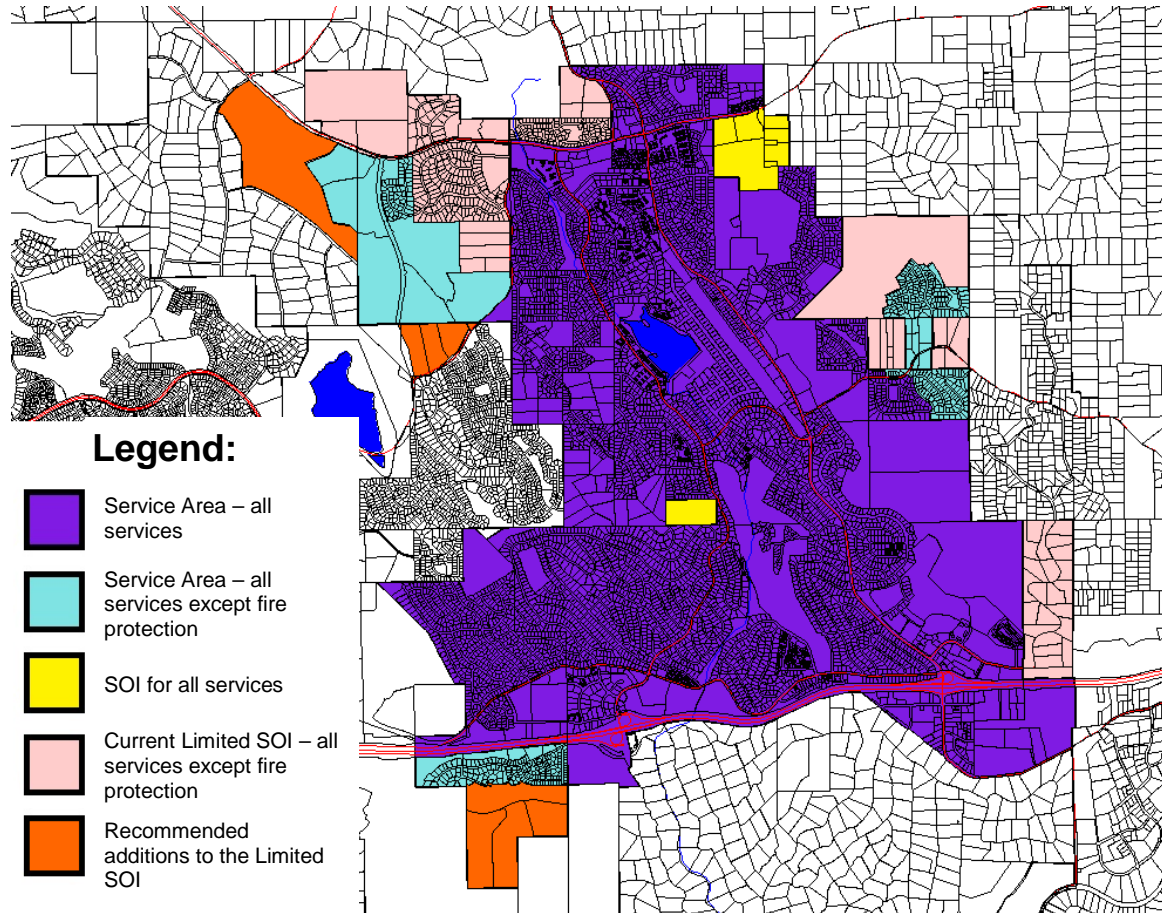 Legend:
Service Area – all
services
Service Area – all
services except fire
protection
SOI for all services
Current Limited SOI – all
services except fire
protection
Recommended
additions to the Limited
SOI